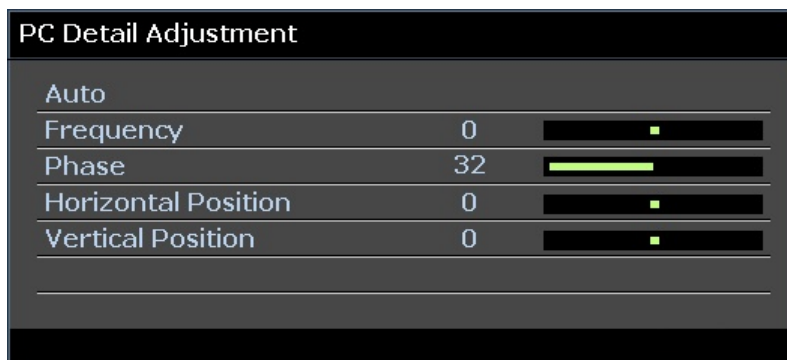 PC Detail Adjustment
Auto
Frequency 0
Phase 32
Horizontal Position 0
Vertical Position 0